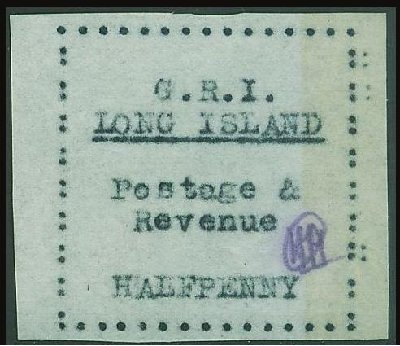 G.R.I.
LONG ISLAND
Postage &
Revenue
HALFPENNY